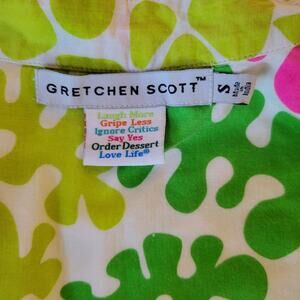 GRETCHEN SCOTT™
S
Laugh More
Gripe Less
Ignore Critics
Say Yes
Order Dessert
Love Life®